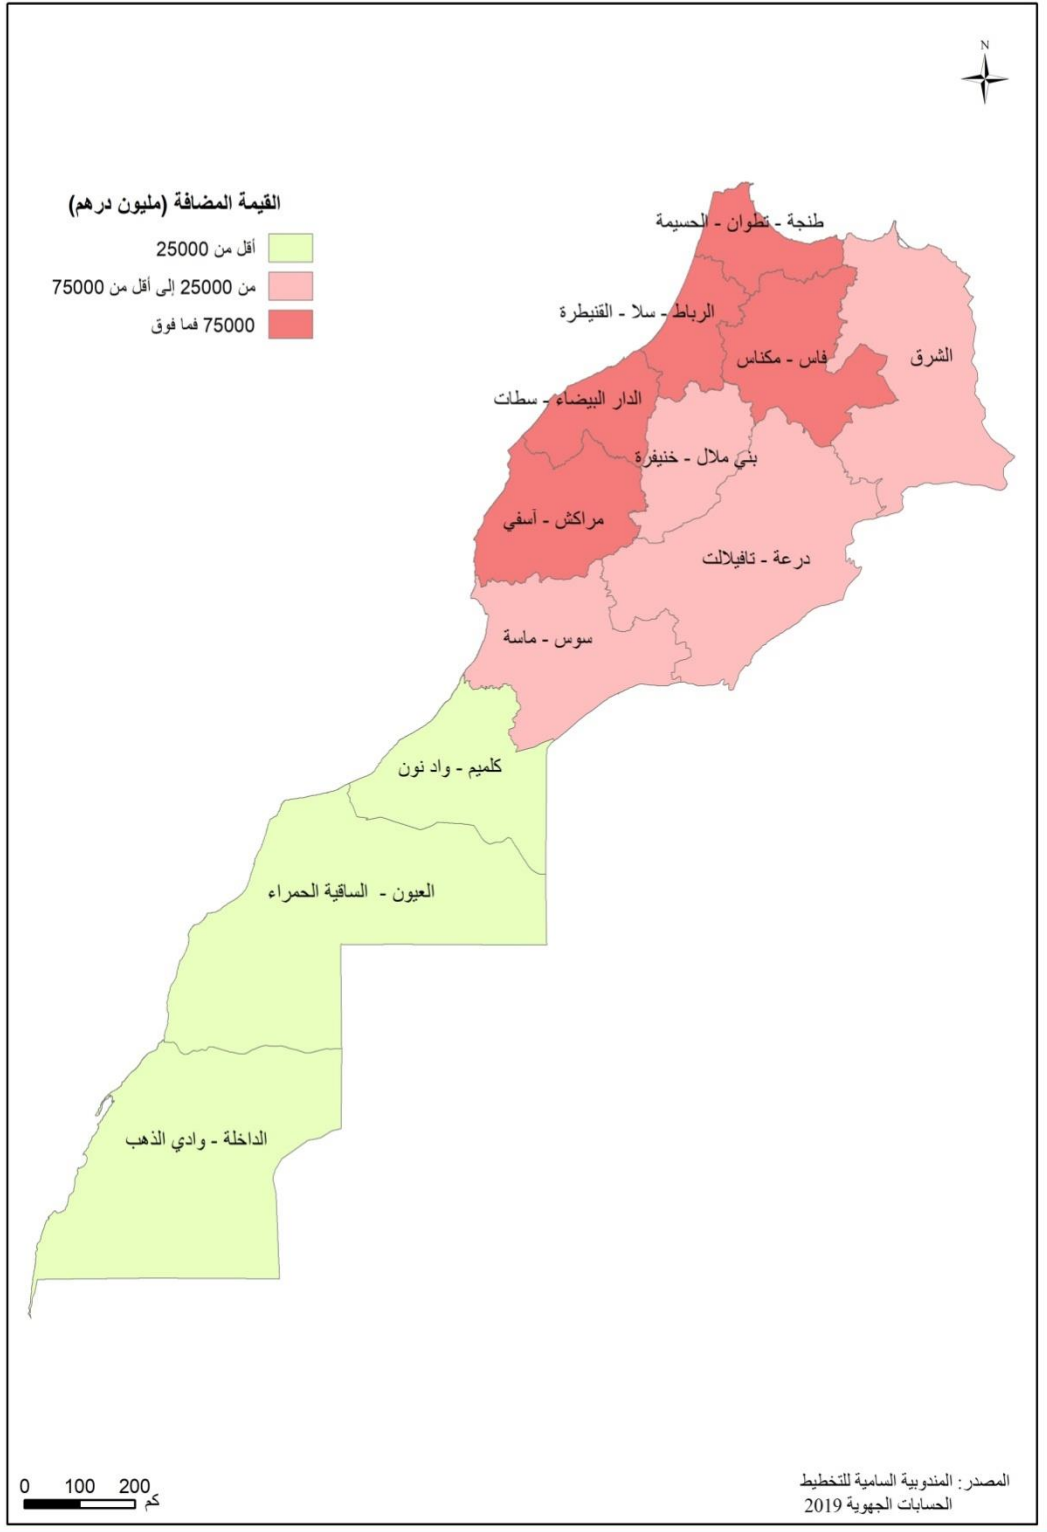 N
القيمة المضافة (مليون درهم)
أقل من 25000
من 25000 إلى أقل من 75000
75000 فما فوق
طنجة - تطوان - الحسيمة
الرباط - سلا - القنيطرة
فاس - مكناس
الشرق
الدار البيضاء - سطات
بني ملال - خنيفرة
مراكش - آسفي
درعة - تافيلالت
سوس - ماسة
كلميم - واد نون
العيون - الساقية الحمراء
الداخلة - وادي الذهب
0 100 200
كم
المصدر: المندوبية السامية للتخطيط
الحسابات الجهوية 2019